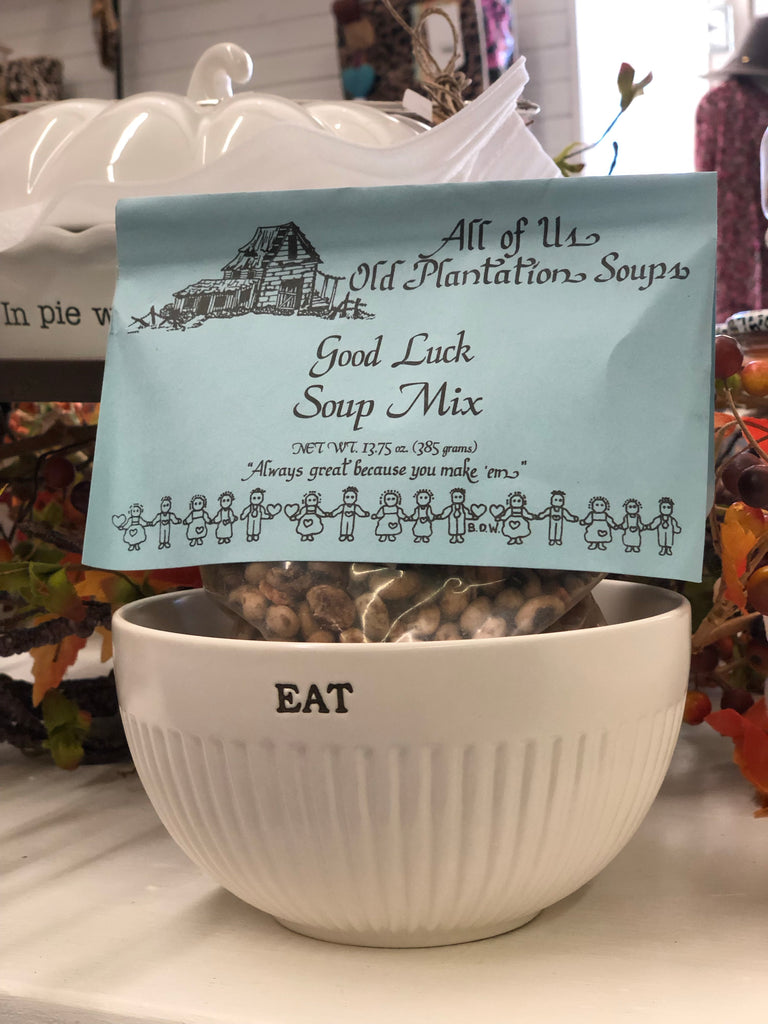 All of Us
Old Plantation Soups
Good Luck
Soup Mix
NET WT. 13.75 oz. (385 grams)
"Always great because you make 'em"
B.D.W.
In pie w
EAT